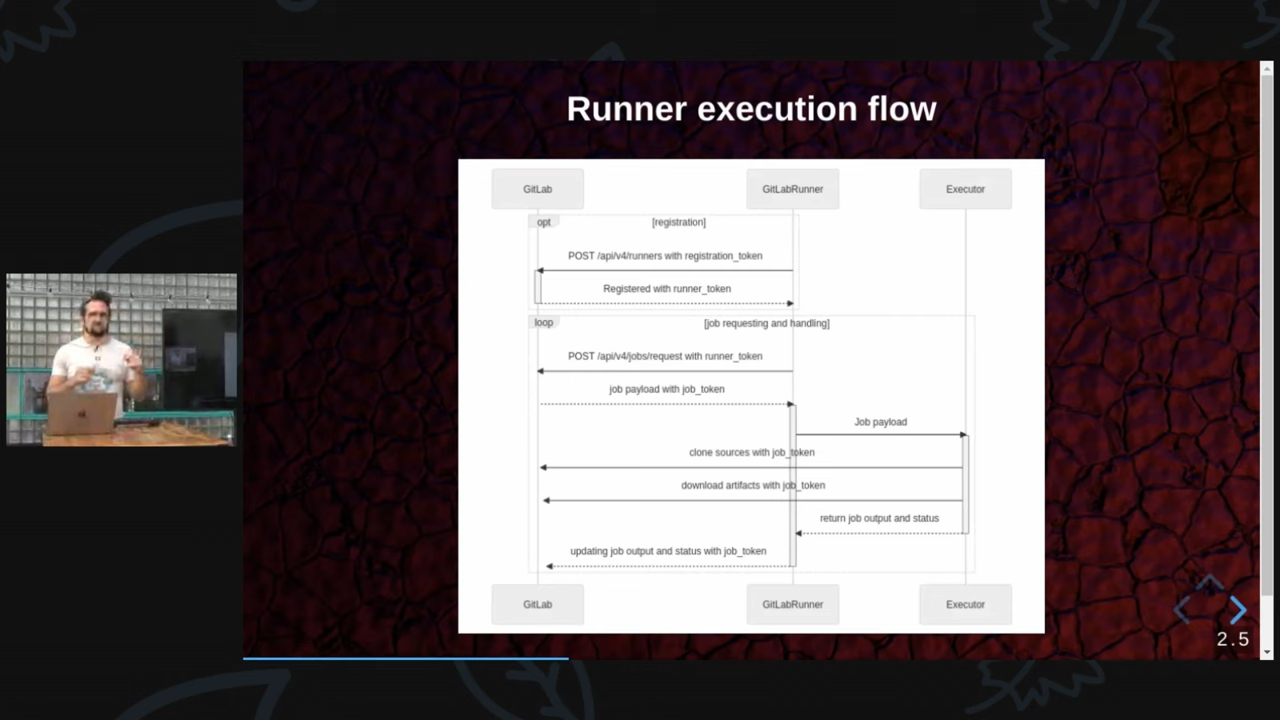 Runner execution flow
GitLab
GitLabRunner
Executor
opt
[registration]
POST /api/v4/runners with registration_token
Registered with runner_token
loop
[job requesting and handling]
POST /api/v4/jobs/request with runner_token
job payload with job_token
Job payload
clone sources with job_token
download artifacts with job_token
return job output and status
updating job output and status with job_token
GitLab
GitLabRunner
Executor
2.5